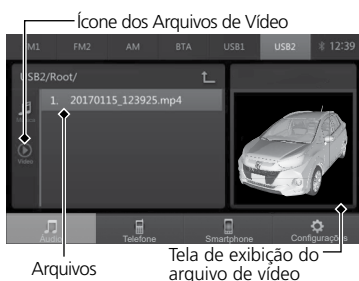 Ícone dos Arquivos de Vídeo
FM1 FM2 AM BTA USB1 USB2 12:39
USB2/Root/
1. 20170115_123925.mp4
Música
Vídeo
Áudio Telefone Smartphone Configurações
Arquivos
Tela de exibição do
arquivo de vídeo